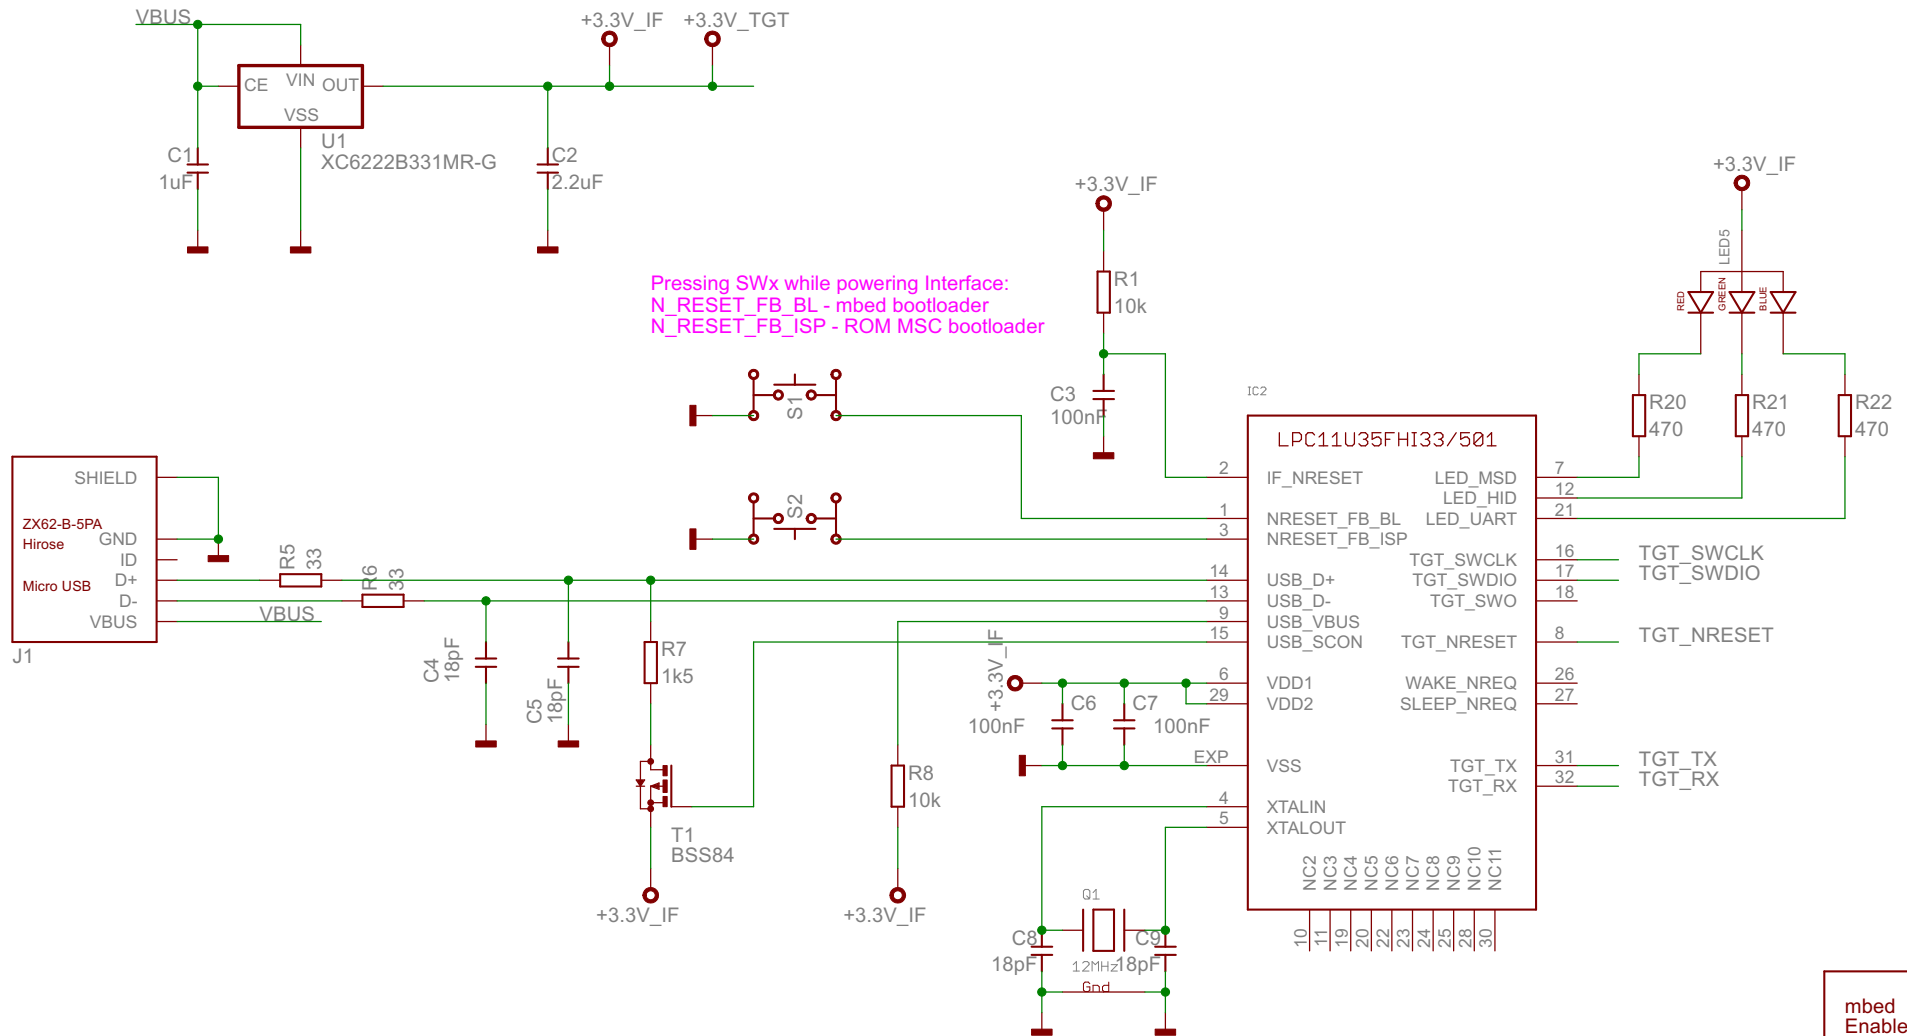 VBUS
+3.3V_IF
+3.3V_TGT
CE
VIN
OUT
VSS
U1
XC6222B331MR-G
C1
1uF
C2
2.2uF
+3.3V_IF
R1
10k
C3
100nF
+3.3V_IF
LED5
RED
GREEN
BLUE
R20
470
R21
470
R22
470
Pressing SWx while powering Interface:
N_RESET_FB_BL - mbed bootloader
N_RESET_FB_ISP - ROM MSC bootloader
S1
S2
SHIELD
ZX62-B-5PA
Hirose
GND
ID
Micro USB
D+
D-
VBUS
J1
R5
33
R6
33
VBUS
C4
18pF
C5
18pF
R7
1k5
T1
BSS84
+3.3V_IF
R8
10k
+3.3V_IF
+3.3V_IF
C6
100nF
C7
100nF
IC2
LPC11U35FHI33/501
2
IF_NRESET
1
NRESET_FB_BL
3
NRESET_FB_ISP
14
USB_D+
13
USB_D-
9
USB_VBUS
15
USB_SCON
6
VDD1
29
VDD2
EXP
VSS
4
XTALIN
5
XTALOUT
LED_MSD
7
LED_HID
12
LED_UART
21
TGT_SWCLK
16
TGT_SWCLK
TGT_SWDIO
17
TGT_SWDIO
TGT_SWO
18
TGT_NRESET
8
TGT_NRESET
WAKE_NREQ
26
SLEEP_NREQ
27
TGT_TX
31
TGT_TX
TGT_RX
32
TGT_RX
NC2
NC3
NC4
NC5
NC6
NC7
NC8
NC9
NC10
NC11
10
11
19
20
22
23
24
25
28
30
Q1
C8
18pF
12MHz
C9
18pF
Gnd
mbed
Enable